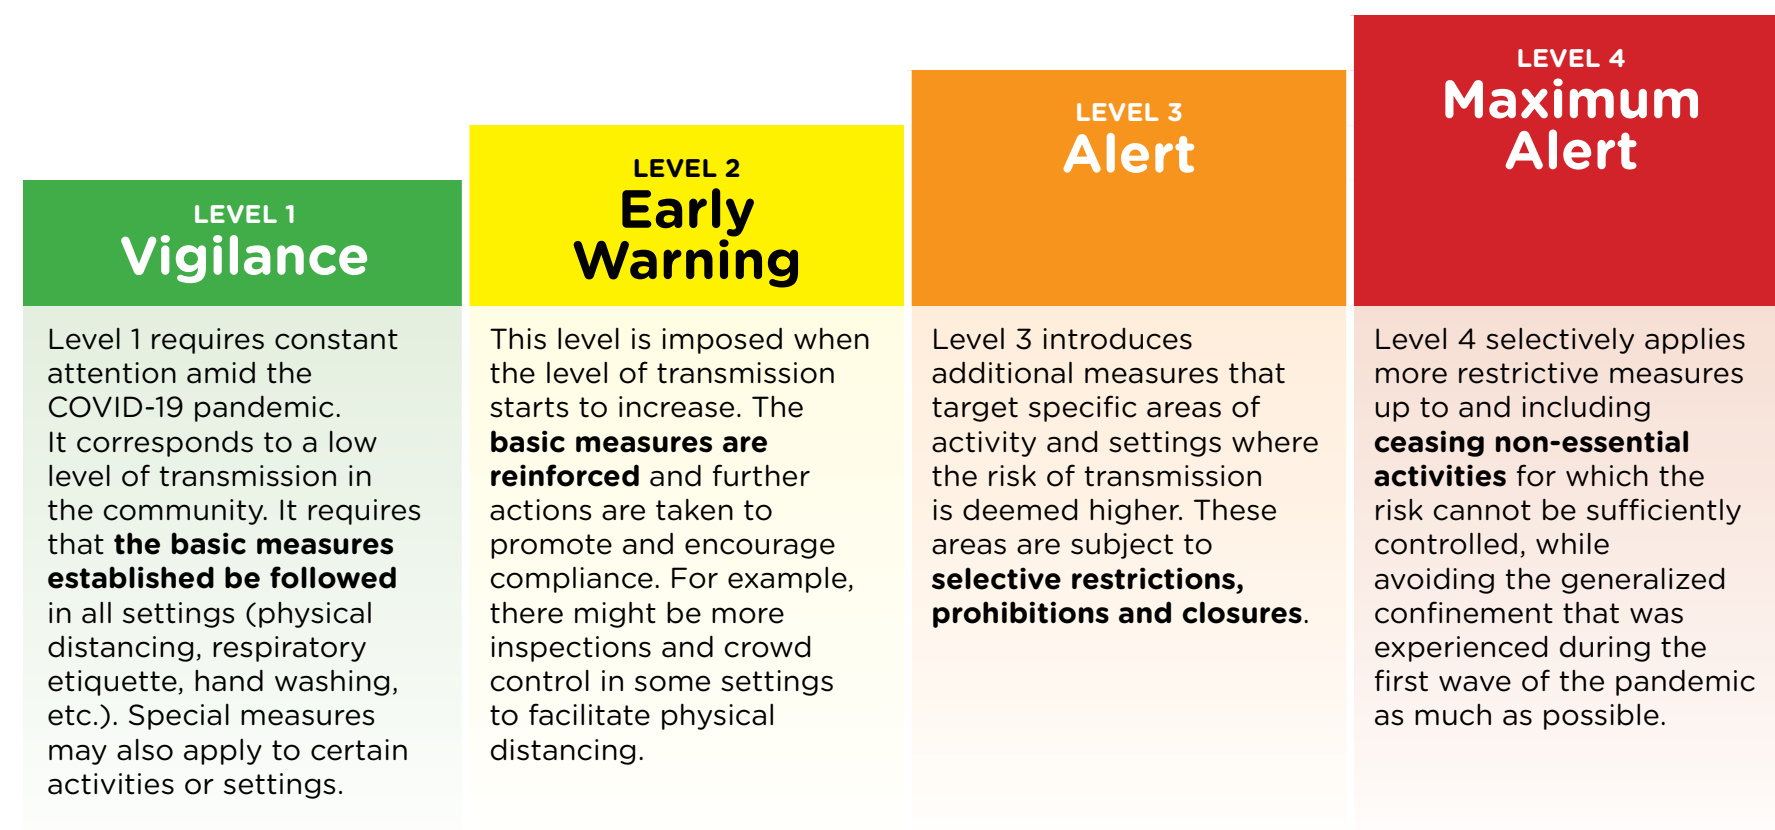 LEVEL 1
Vigilance
Level 1 requires constant
attention amid the
COVID-19 pandemic.
It corresponds to a low
level of transmission in
the community. It requires
that the basic measures
established be followed
in all settings (physical
distancing, respiratory
etiquette, hand washing,
etc.). Special measures
may also apply to certain
activities or settings.
LEVEL 2
Early
Warning
This level is imposed when
the level of transmission
starts to increase. The
basic measures are
reinforced and further
actions are taken to
promote and encourage
compliance. For example,
there might be more
inspections and crowd
control in some settings
to facilitate physical
distancing.
LEVEL 3
Alert
Level 3 introduces
additional measures that
target specific areas of
activity and settings where
the risk of transmission
is deemed higher. These
areas are subject to
selective restrictions,
prohibitions and closures.
LEVEL 4
Maximum
Alert
Level 4 selectively applies
more restrictive measures
up to and including
ceasing non-essential
activities for which the
risk cannot be sufficiently
controlled, while
avoiding the generalized
confinement that was
experienced during the
first wave of the pandemic
as much as possible.